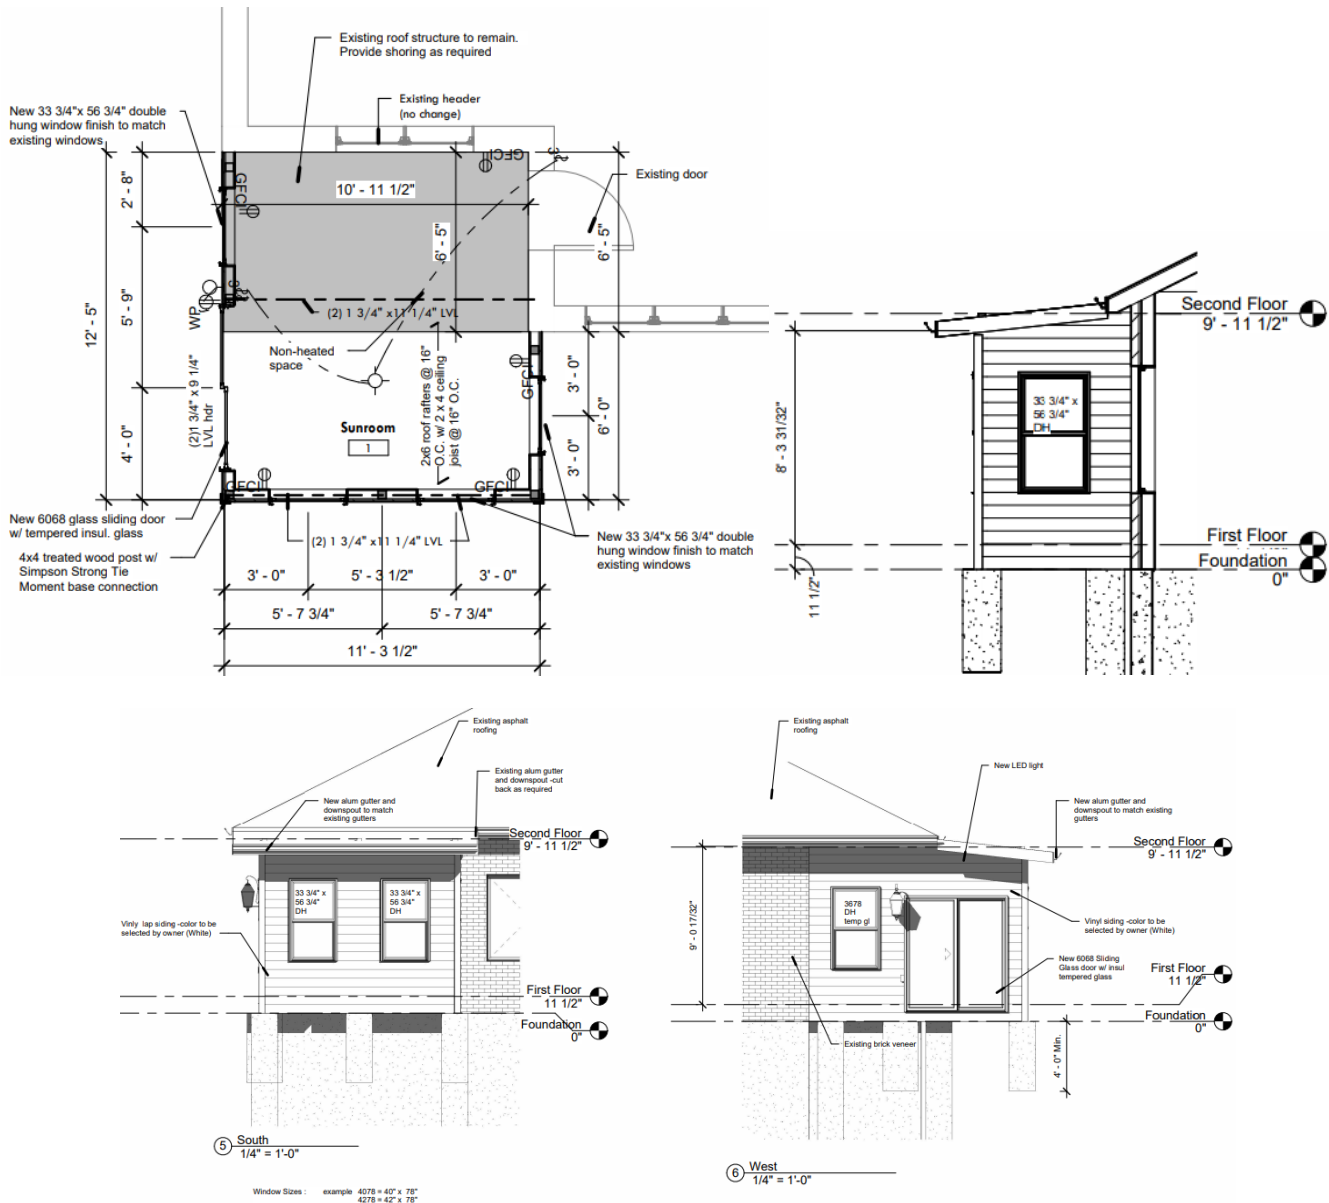 Existing roof structure to remain.
Provide shoring as required
Existing header
(no change)
New 33 3/4"x 56 3/4" double
hung window finish to match
existing windows
GFCI
3
Existing door
2' - 8"
GFCI
10' - 11 1/2"
6' - 5"
6' - 5"
12' - 5"
5' - 9"
3
WP
(2) 1 3/4" x11 1/4" LVL
Non-heated
space
(2)1 3/4" x 9 1/4"
LVL hdr
4' - 0"
Sunroom
1
2x6 roof rafters @ 16"
O.C. w/ 2 x 4 ceiling
joist @ 16" O.C.
GFCI
3' - 0"
6' - 0"
3' - 0"
GFCI
GFCI
New 6068 glass sliding door
w/ tempered insul. glass
4x4 treated wood post w/
Simpson Strong Tie
Moment base connection
(2) 1 3/4" x11 1/4" LVL
New 33 3/4"x 56 3/4" double
hung window finish to match
existing windows
3' - 0"
5' - 3 1/2"
3' - 0"
5' - 7 3/4"
5' - 7 3/4"
11' - 3 1/2"
Second Floor
9' - 11 1/2"
33 3/4" x
56 3/4"
DH
8' - 3 31/32"
First Floor
Foundation
0"
11 1/2"
Existing asphalt
roofing
Existing alum gutter
and downspout -cut
back as required
New alum gutter and
downspout to match
existing gutters
Second Floor
9' - 11 1/2"
33 3/4" x
56 3/4"
DH
33 3/4" x
56 3/4"
DH
Vinly lap siding -color to be
selected by owner (White)
First Floor
11 1/2"
Foundation
0"
5
South
1/4" = 1'-0"
Window Sizes :
example 4078 = 40" x 78"
4278 = 42" x 78"
Existing asphalt
roofing
New LED light
New alum gutter and
downspout to match existing
gutters
Second Floor
9' - 11 1/2"
3678
DH
temp gl
9' - 0 17/32"
Vinyl siding -color to be
selected by owner (White)
New 6068 Sliding
Glass door w/ insul
tempered glass
First Floor
11 1/2"
Foundation
0"
Existing brick veneer
4' - 0" Min.
6
West
1/4" = 1'-0"